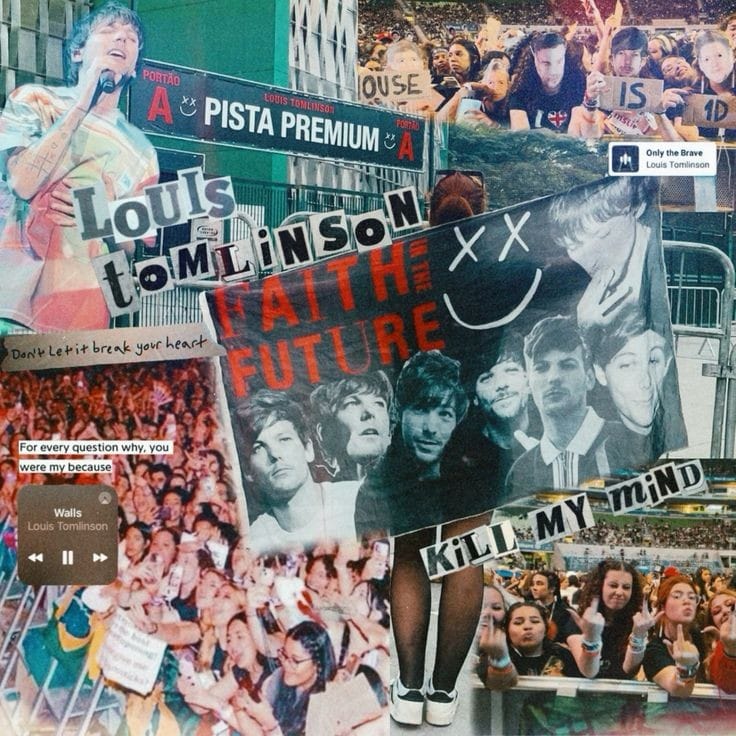 PORTÃO
A
LOUIS TOMLINSON
PISTA PREMIUM
PORTÃO
A
OUSE
IS
1D
Only the Brave
Louis Tomlinson
Louis
tomLinson
FAITH
IN THE
FUTURE
Don't Let it break your heart
For every question why, you
were my because
Walls
Louis Tomlinson
KiLL MY MiND